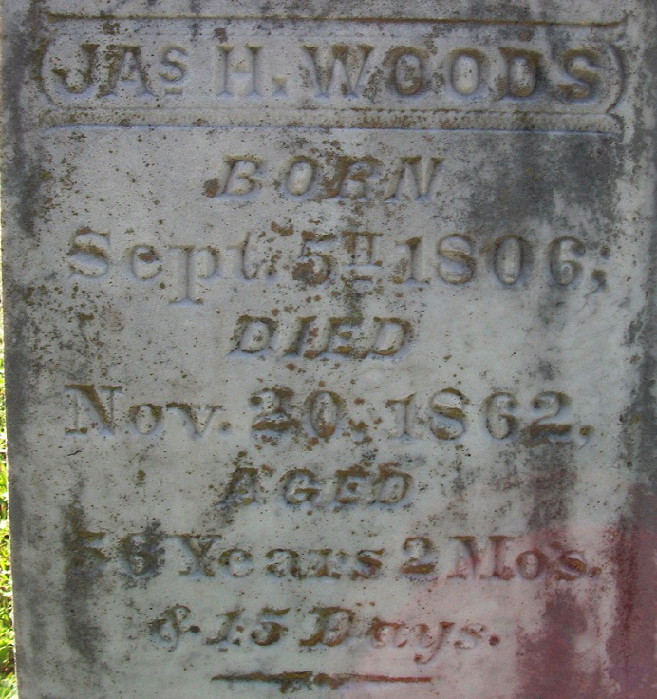 JAS H. WOODS
BORN
Sept. 5TH 1806;
DIED
Nov. 20, 1862,
AGED
56 Years 2 Mos.
& 15 Days.